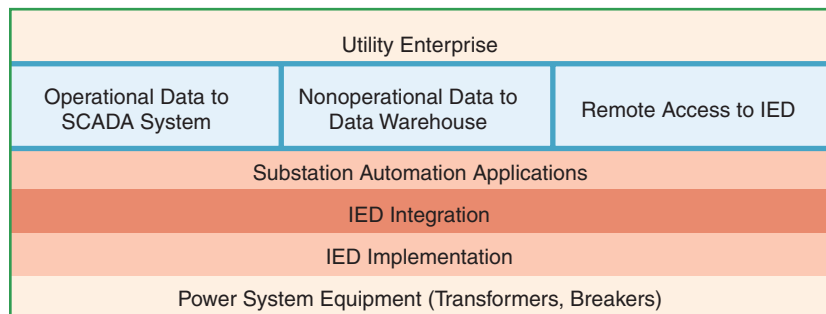 Utility Enterprise
Operational Data to
SCADA System
Nonoperational Data to
Data Warehouse
Remote Access to IED
Substation Automation Applications
IED Integration
IED Implementation
Power System Equipment (Transformers, Breakers)